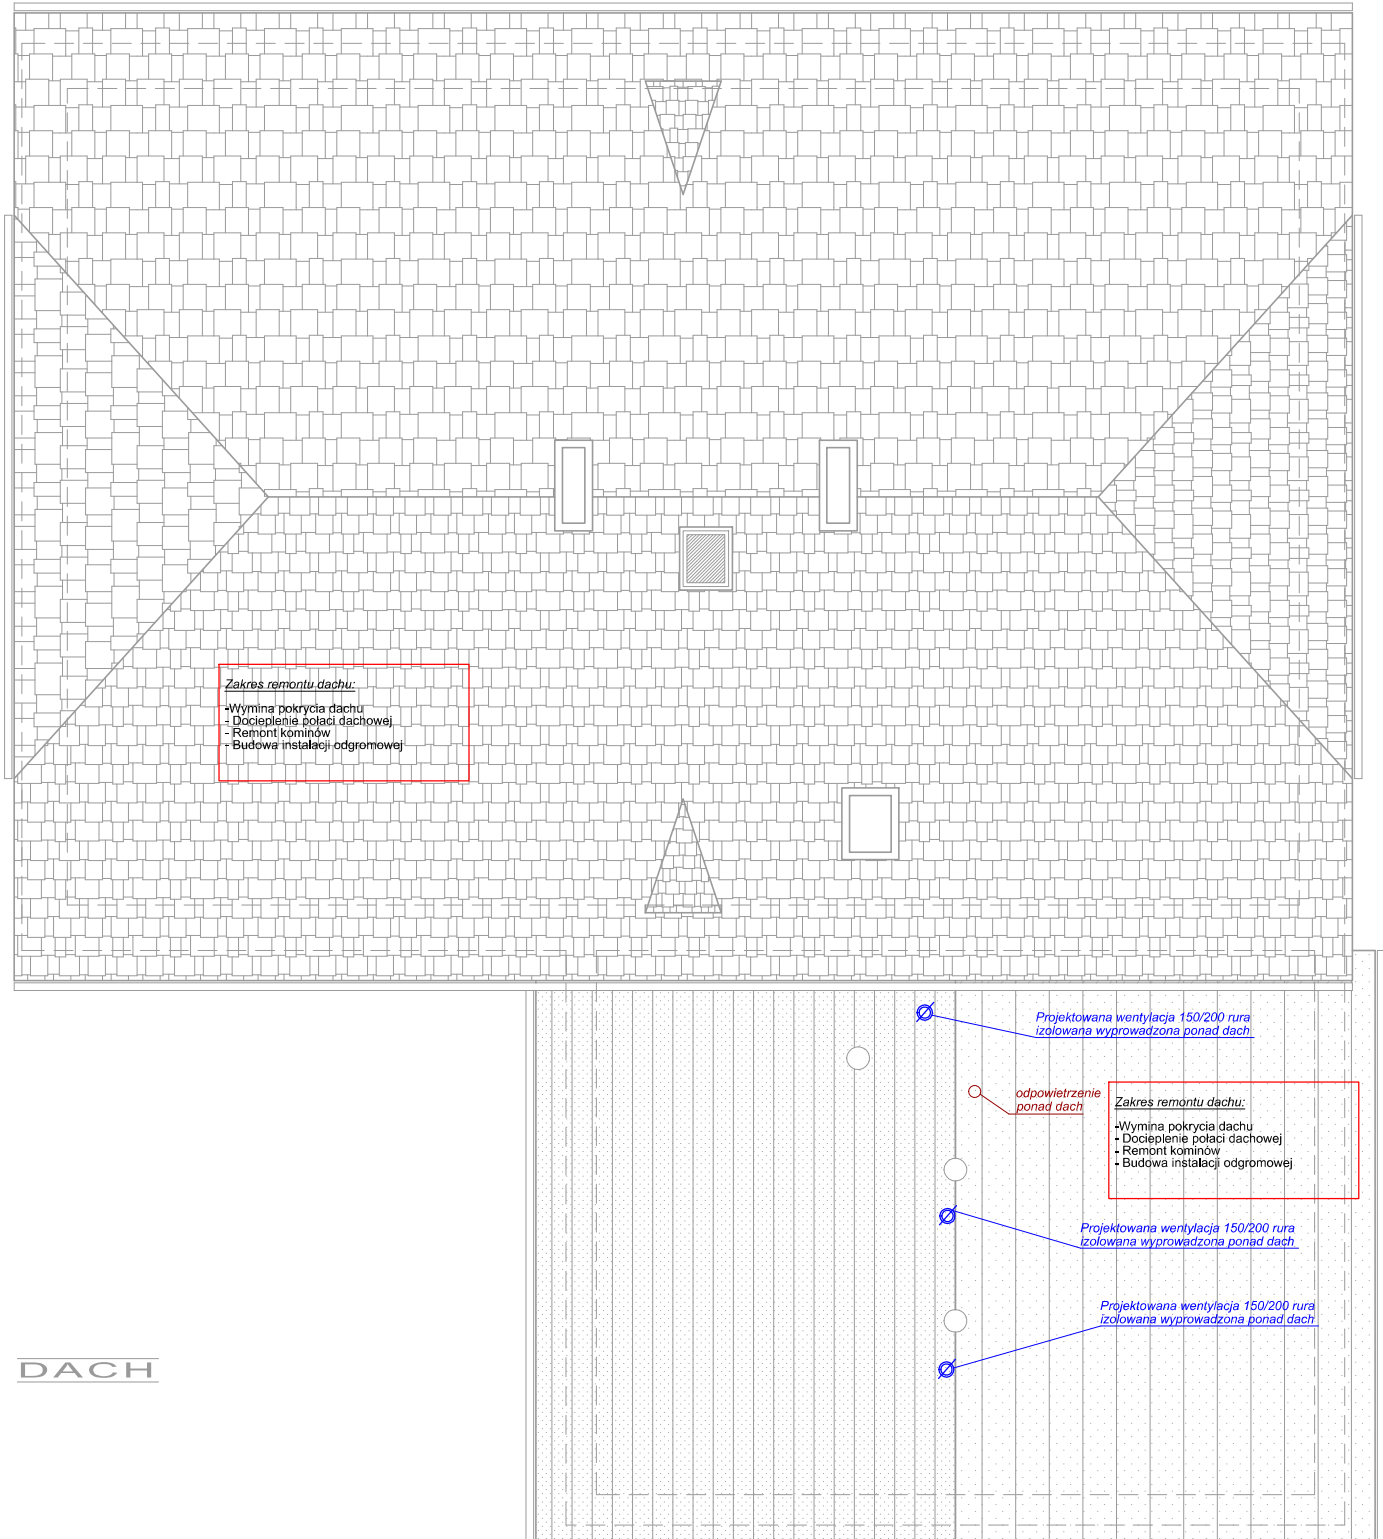 Zakres remontu dachu:
-Wymina pokrycia dachu
- Docieplenie połaci dachowej
- Remont kominów
- Budowa instalacji odgromowej
Projektowana wentylacja 150/200 rura
izolowana wyprowadzona ponad dach
odpowietrzenie
ponad dach
Zakres remontu dachu:
-Wymina pokrycia dachu
- Docieplenie połaci dachowej
- Remont kominów
- Budowa instalacji odgromowej
Projektowana wentylacja 150/200 rura
izolowana wyprowadzona ponad dach
Projektowana wentylacja 150/200 rura
izolowana wyprowadzona ponad dach
DACH